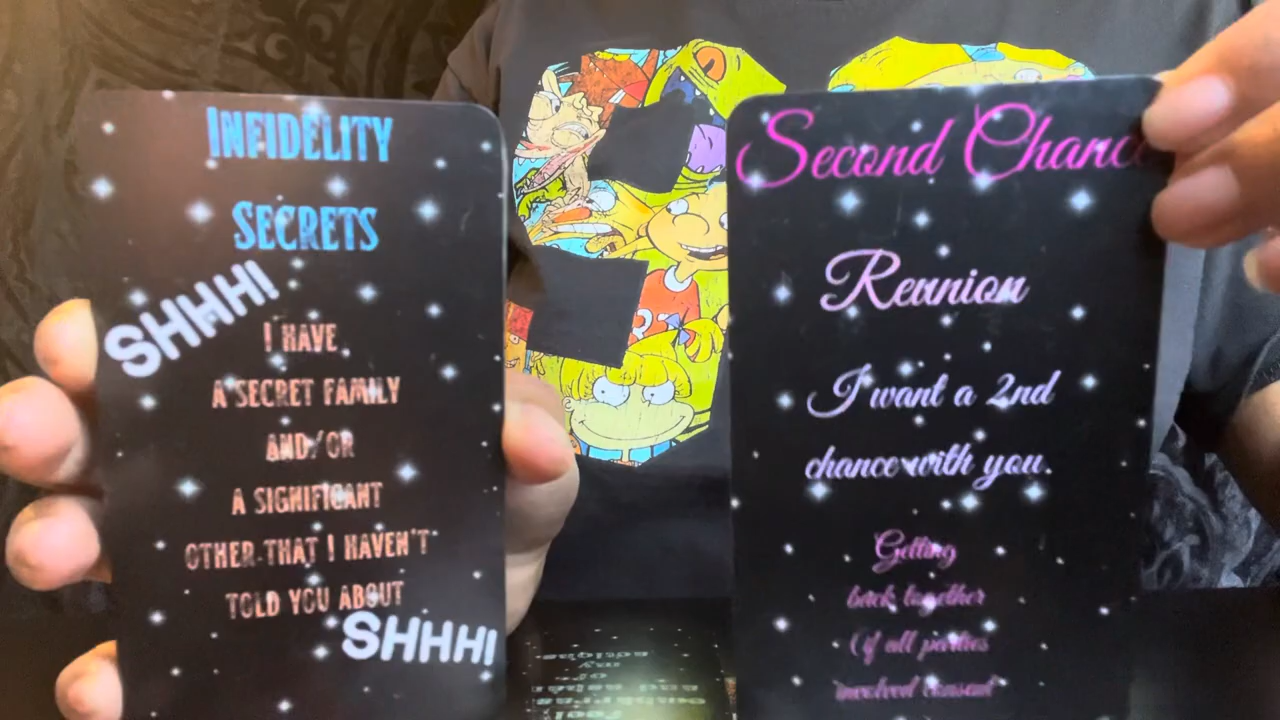 INFIDELITY
SECRETS
SHHH!
I HAVE
A SECRET FAMILY
AND/OR
A SIGNIFICANT
OTHER THAT I HAVEN'T
TOLD YOU ABOUT
SHHH!
Second Chanc
Reunion
I want a 2nd
chance with you.
Getting
back together
(if all parties
involved consent